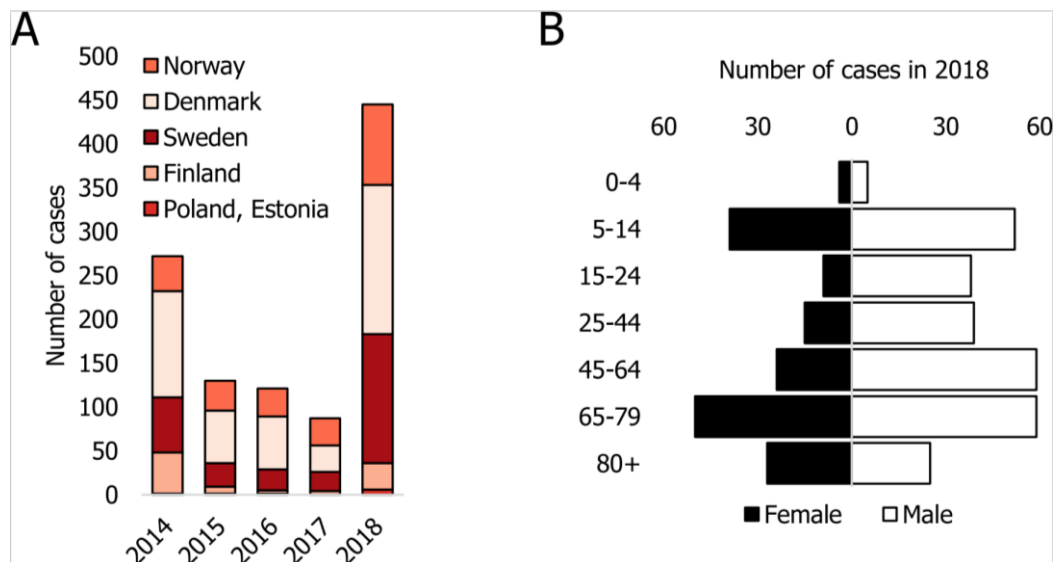 A
Number of cases
500
450
400
350
300
250
200
150
100
50
0
Norway
Denmark
Sweden
Finland
Poland, Estonia
2014
2015
2016
2017
2018
B
Number of cases in 2018
60 30 0 30 60
0-4
5-14
15-24
25-44
45-64
65-79
80+
Female Male